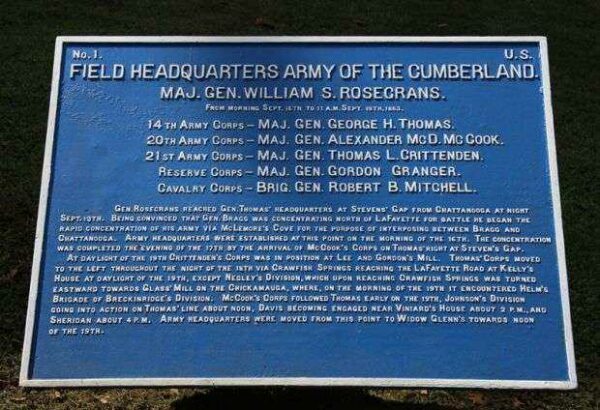 No. 1. U.S.
FIELD HEADQUARTERS ARMY OF THE CUMBERLAND.
MAJ. GEN. WILLIAM S. ROSECRANS.
FROM MORNING SEPT. 16TH TO 11 A.M. SEPT. 19TH, 1863.
14TH ARMY CORPS – MAJ. GEN. GEORGE H. THOMAS.
20TH ARMY CORPS – MAJ. GEN. ALEXANDER McD. McCOOK.
21ST ARMY CORPS – MAJ. GEN. THOMAS L. CRITTENDEN.
RESERVE CORPS – MAJ. GEN. GORDON GRANGER.
CAVALRY CORPS – BRIG. GEN. ROBERT B. MITCHELL.
GEN. ROSECRANS REACHED GEN. THOMAS' HEADQUARTERS AT STEVENS' GAP FROM CHATTANOOGA AT NIGHT
SEPT. 10TH. BEING CONVINCED THAT GEN. BRAGG WAS CONCENTRATING NORTH OF LAFAYETTE FOR BATTLE HE BEGAN THE
RAPID CONCENTRATION OF HIS ARMY VIA McLEMORE'S COVE FOR THE PURPOSE OF INTERPOSING BETWEEN BRAGG AND
CHATTANOOGA. ARMY HEADQUARTERS WERE ESTABLISHED AT THIS POINT ON THE MORNING OF THE 16TH. THE CONCENTRATION
WAS COMPLETED THE EVENING OF THE 17TH BY THE ARRIVAL OF McCOOK'S CORPS ON THOMAS' RIGHT AT STEVEN'S GAP.
AT DAYLIGHT OF THE 19TH CRITTENDEN'S CORPS WAS IN POSITION AT LEE AND GORDON'S MILL. THOMAS' CORPS MOVED
TO THE LEFT THROUGHOUT THE NIGHT OF THE 18TH VIA CRAWFISH SPRINGS REACHING THE LAFAYETTE ROAD AT KELLY'S
HOUSE AT DAYLIGHT OF THE 19TH, EXCEPT NEGLEY'S DIVISION, WHICH UPON REACHING CRAWFISH SPRINGS WAS TURNED
EASTWARD TOWARDS GLASS' MILL ON THE CHICKAMAUGA, WHERE, ON THE MORNING OF THE 19TH IT ENCOUNTERED HELM'S
BRIGADE OF BRECKINRIDGE'S DIVISION. McCOOK'S CORPS FOLLOWED THOMAS EARLY ON THE 19TH, JOHNSON'S DIVISION
GOING INTO ACTION ON THOMAS' LINE ABOUT NOON, DAVIS BECOMING ENGAGED NEAR VINIARD'S HOUSE ABOUT 2 P.M., AND
SHERIDAN ABOUT 4 P.M. ARMY HEADQUARTERS WERE MOVED FROM THIS POINT TO WIDOW GLENN'S TOWARDS NOON
OF THE 19TH.